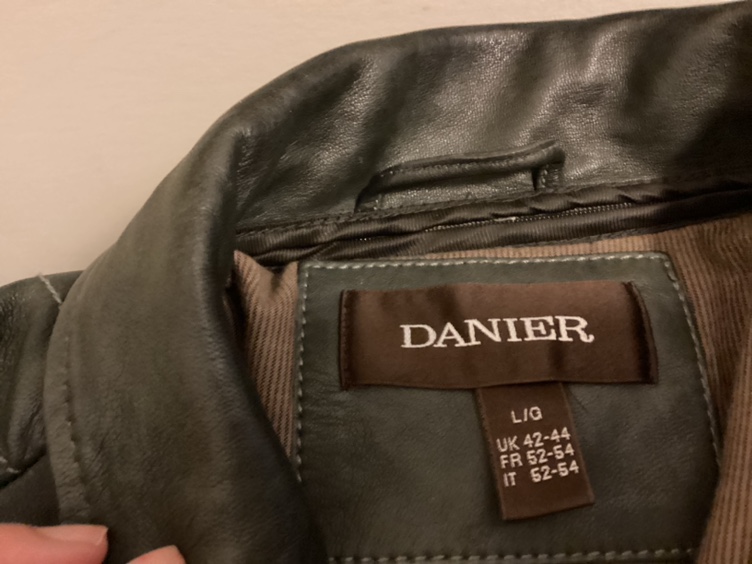 DANIER
L/G
UK 42-44
FR 52-54
IT 52-54